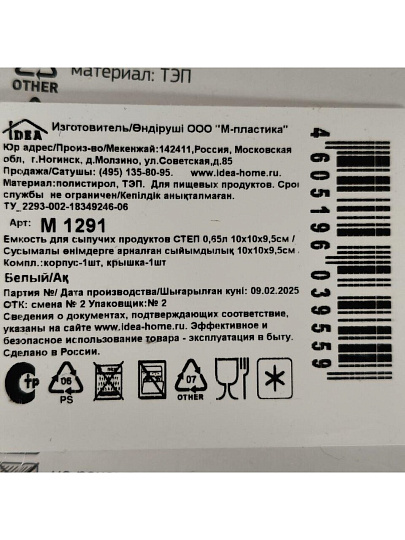 OTHER
материал: ТЭП
IDEA
Изготовитель/Өндіруші ООО "М-пластика"
Юр адрес/Произ-во/Мекенжай:142411,Россия, Московская
обл, г.Ногинск, д.Молзино, ул.Советская,д.85
Продажа/Сатушы: (495) 135-80-95. www.idea-home.ru.
Материал:полистирол, ТЭП. Для пищевых продуктов. Сро
службы не ограничен/Кепілдік анықталмаған.
ТУ_2293-002-18349246-06
Арт: М 1291
Емкость для сыпучих продуктов СТЕП 0,65л 10х10х9,5см /
Сусымалы өнімдерге арналған сыйымдылық 10х10х9,5см
Компл.:корпус-1шт, крышка-1шт
Белый/Ақ
Партия №/ Дата производства/Шығарылған куні: 09.02.2025
ОТК: смена № 2 Упаковщик:№ 2
Сведения о документах, подтверждающих соответствие,
указаны на сайте www.idea-home.ru. Эффективное и
безопасное использование товара - эксплуатация в быту.
Сделано в России.
4605196039559
06
PS
07
OTHER